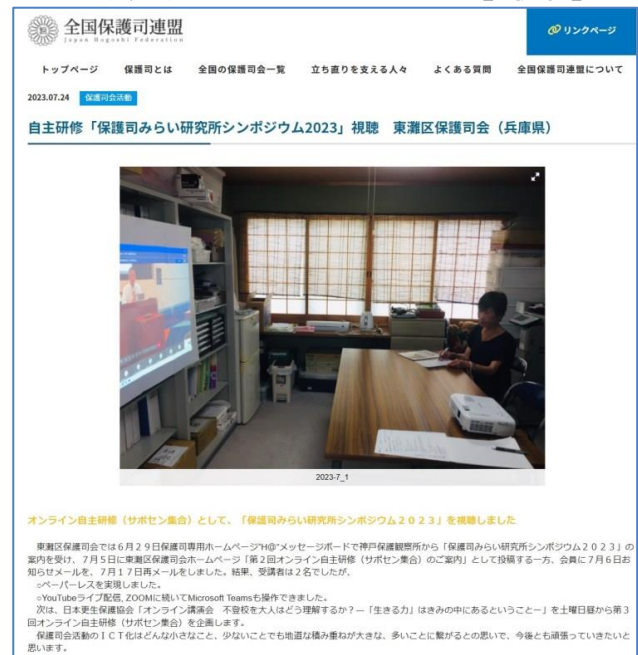 全国保護司連盟
Japan Hogoshi Federation
リンクページ
トップページ 保護司とは 全国の保護司会一覧 立ち直りを支える人々 よくある質問 全国保護司連盟について
2023.07.24 保護司会活動
自主研修「保護司みらい研究所シンポジウム2023」視聴 東灘区保護司会（兵庫県）
2023-7_1
オンライン自主研修（サポセン集合）として、「保護司みらい研究所シンポジウム２０２３」を視聴しました
東灘区保護司会では６月２９日保護司専用ホームページ"H@"メッセージボードで神戸保護観察所から「保護司みらい研究所シンポジウム２０２３」の
案内を受け、７月５日に東灘区保護司会ホームページ「第２回オンライン自主研修（サポセン集合）のご案内」として投稿する一方、会員に７月６日お
知らせメールを、７月１７日再メールをしました。結果、受講者は２名でしたが、
○ペーパーレスを実現しました。
○YouTubeライブ配信, ZOOMに続いてMicrosoft Teamsも操作できました。
次は、日本更生保護協会「オンライン講演会 不登校を大人はどう理解するか？―「生きる力」はきみの中にあるということ―」を土曜日昼から第３
回オンライン自主研修（サポセン集合）を企画します。
保護司会活動のＩＣＴ化はどんな小さなこと、少ないことでも地道な積み重ねが大きな、多いことに繋がるとの思いで、今後とも頑張っていきたいと
思います。